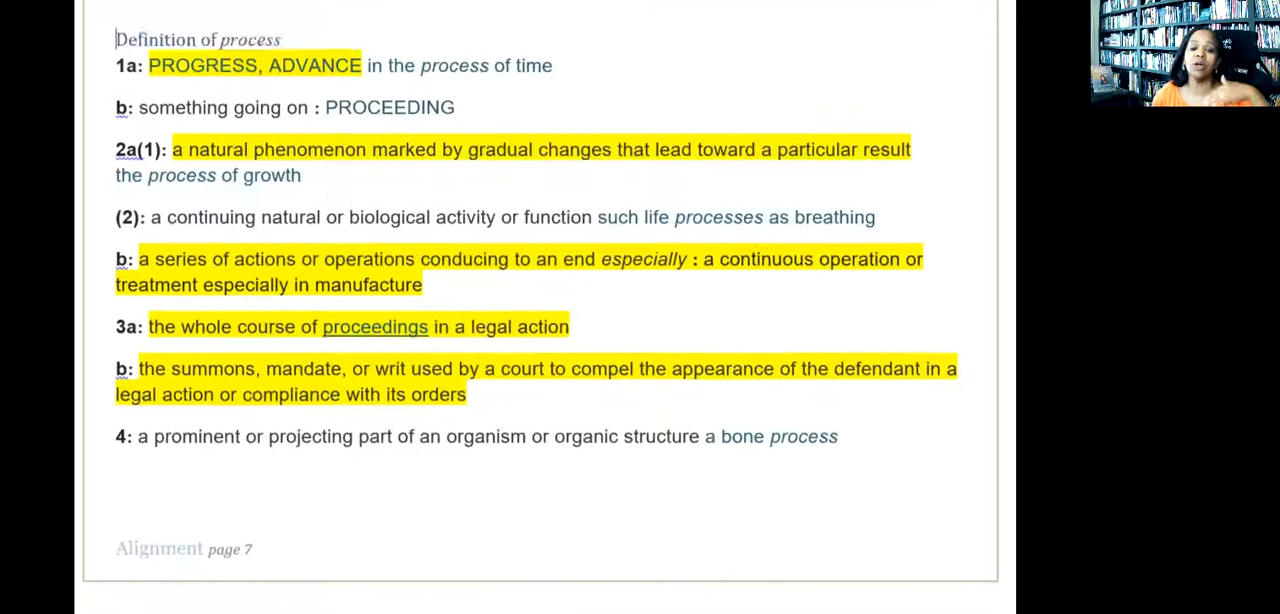 Definition of process
1a: PROGRESS, ADVANCE in the process of time
b: something going on : PROCEEDING
2a(1): a natural phenomenon marked by gradual changes that lead toward a particular result
the process of growth
(2): a continuing natural or biological activity or function such life processes as breathing
b: a series of actions or operations conducing to an end especially : a continuous operation or
treatment especially in manufacture
3a: the whole course of proceedings in a legal action
b: the summons, mandate, or writ used by a court to compel the appearance of the defendant in a
legal action or compliance with its orders
4: a prominent or projecting part of an organism or organic structure a bone process
Alignment page 7